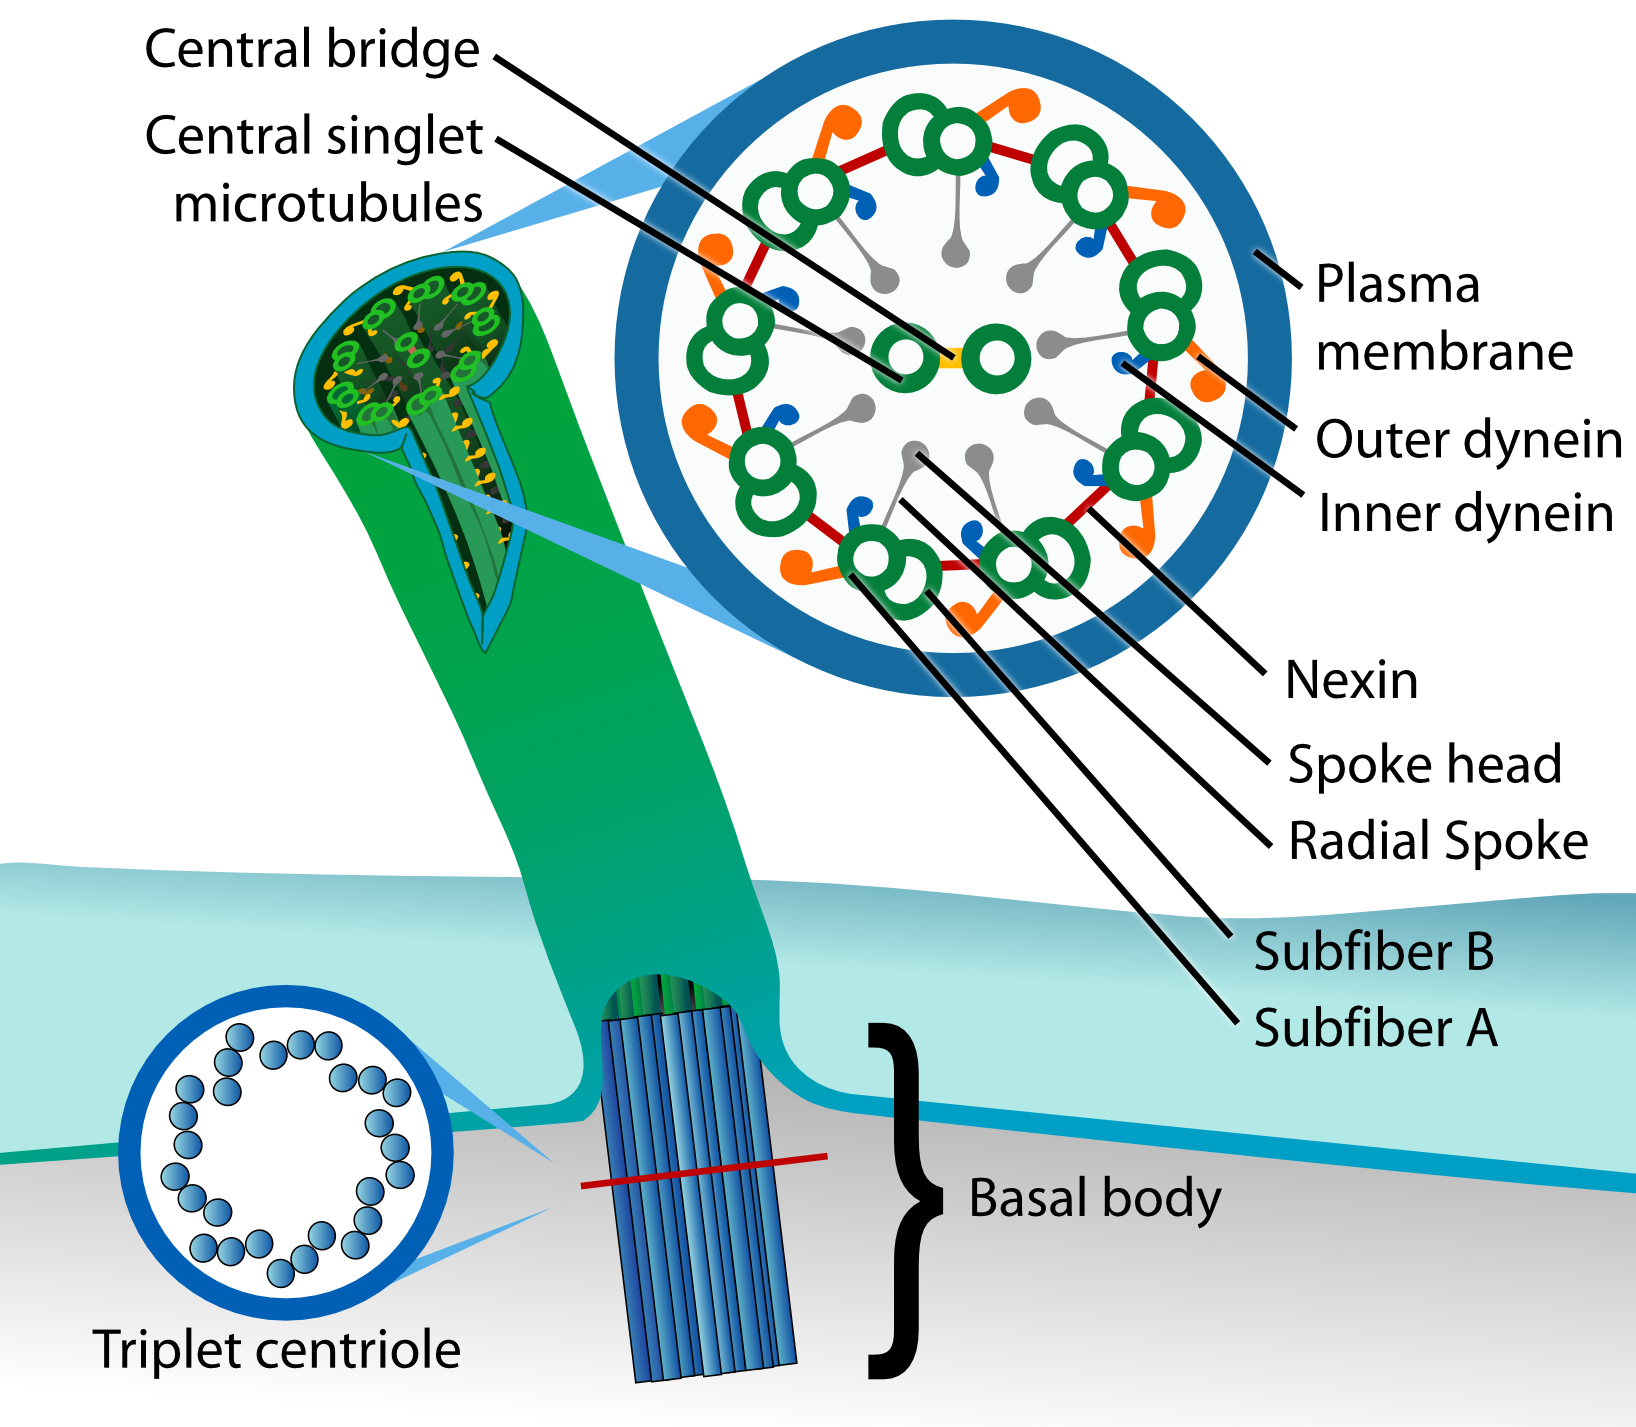 Central bridge
Central singlet
microtubules
Plasma
membrane
Outer dynein
Inner dynein
Nexin
Spoke head
Radial Spoke
Subfiber B
Subfiber A
Basal body
Triplet centriole